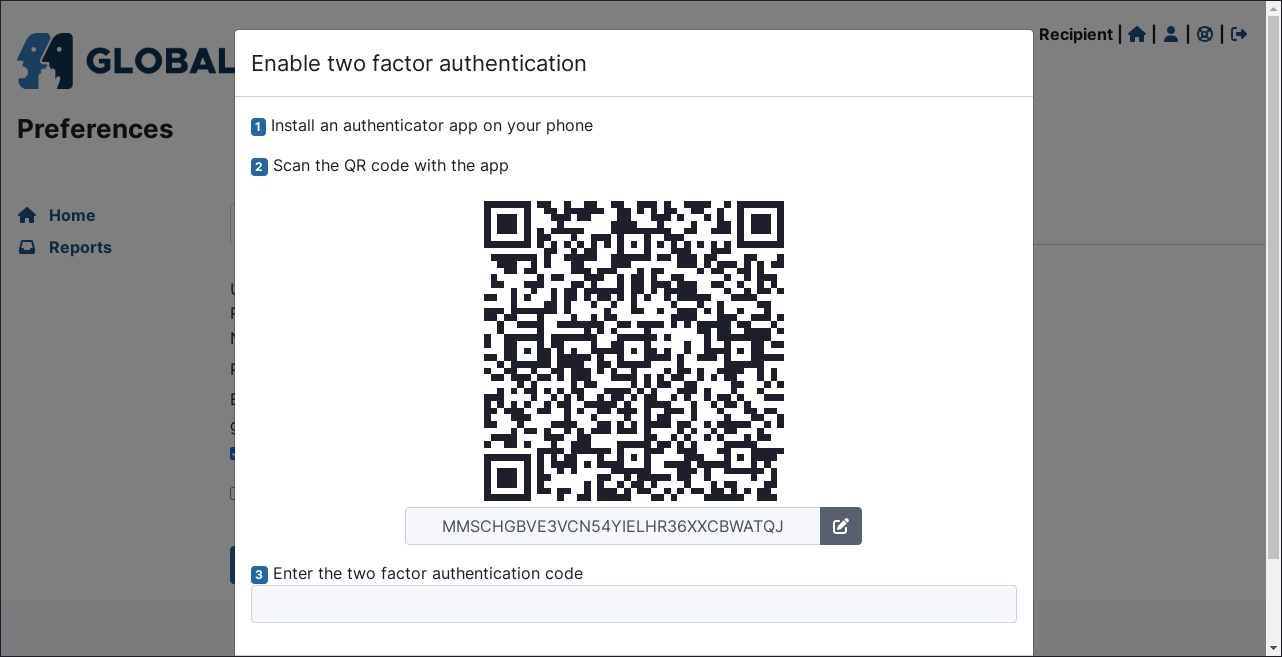 GLOBAL
Recipient | | | |
Preferences
Home
Reports
Enable two factor authentication
1 Install an authenticator app on your phone
2 Scan the QR code with the app
MMSCHGBVE3VCN54YIELHR36XXCBWATQJ
3 Enter the two factor authentication code